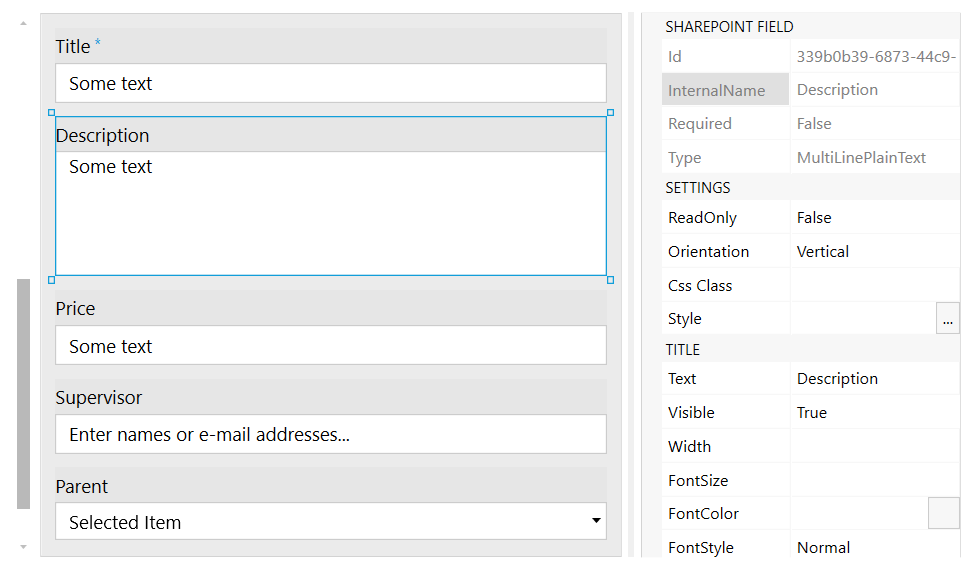 Title *
Some text
Description
Some text
Price
Some text
Supervisor
Enter names or e-mail addresses...
Parent
Selected Item
SHAREPOINT FIELD
Id 339b0b39-6873-44c9-
InternalName Description
Required False
Type MultiLinePlainText
SETTINGS
ReadOnly False
Orientation Vertical
Css Class
Style ...
TITLE
Text Description
Visible True
Width
FontSize
FontColor
FontStyle Normal